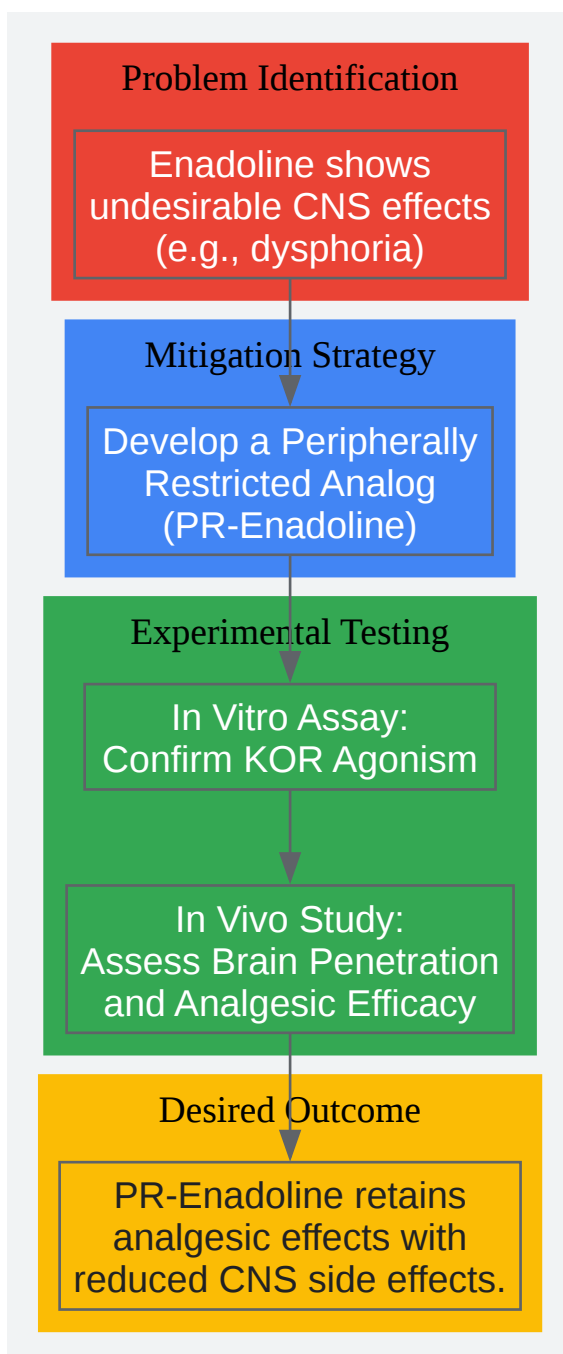 Problem Identification
Enadoline shows
undesirable CNS effects
(e.g., dysphoria)
Mitigation Strategy
Develop a Peripherally
Restricted Analog
(PR-Enadoline)
Experimental Testing
In Vitro Assay:
Confirm KOR Agonism
In Vivo Study:
Assess Brain Penetration
and Analgesic Efficacy
Desired Outcome
PR-Enadoline retains
analgesic effects with
reduced CNS side effects.